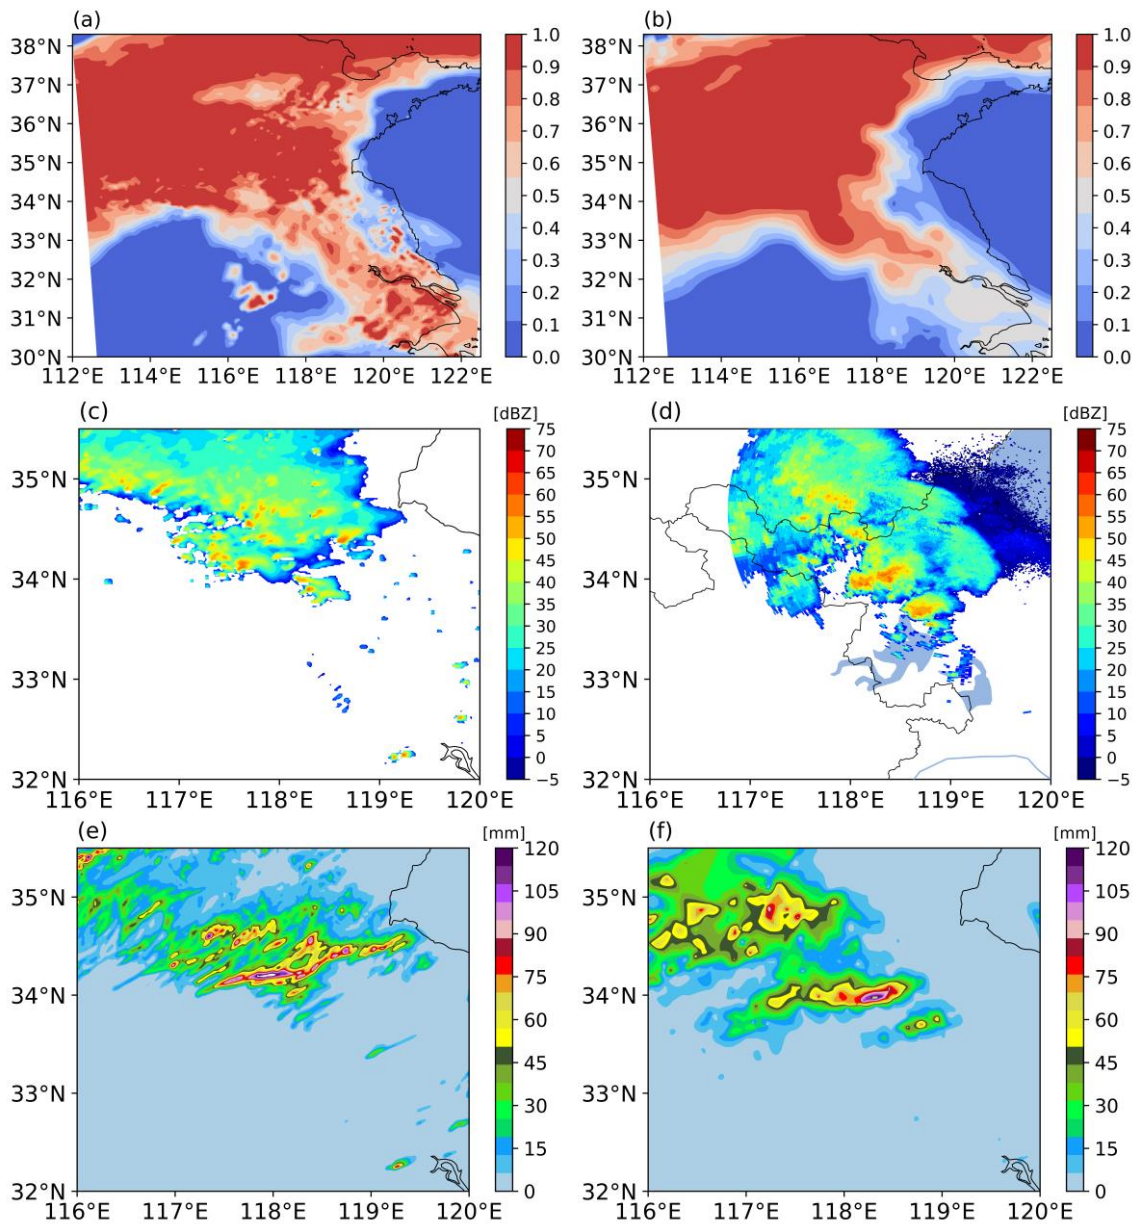 (a)
38°N
37°N
36°N
35°N
34°N
33°N
32°N
31°N
30°N
112°E 114°E 116°E 118°E 120°E 122°E
1.0
0.9
0.8
0.7
0.6
0.5
0.4
0.3
0.2
0.1
0.0
(b)
38°N
37°N
36°N
35°N
34°N
33°N
32°N
31°N
30°N
112°E 114°E 116°E 118°E 120°E 122°E
1.0
0.9
0.8
0.7
0.6
0.5
0.4
0.3
0.2
0.1
0.0
(c)
35°N
34°N
33°N
32°N
116°E 117°E 118°E 119°E 120°E
[dBZ]
75
70
65
60
55
50
45
40
35
30
25
20
15
10
5
0
−5
(d)
35°N
34°N
33°N
32°N
116°E 117°E 118°E 119°E 120°E
[dBZ]
75
70
65
60
55
50
45
40
35
30
25
20
15
10
5
0
−5
(e)
35°N
34°N
33°N
32°N
116°E 117°E 118°E 119°E 120°E
[mm]
120
105
90
75
60
45
30
15
0
(f)
35°N
34°N
33°N
32°N
116°E 117°E 118°E 119°E 120°E
[mm]
120
105
90
75
60
45
30
15
0